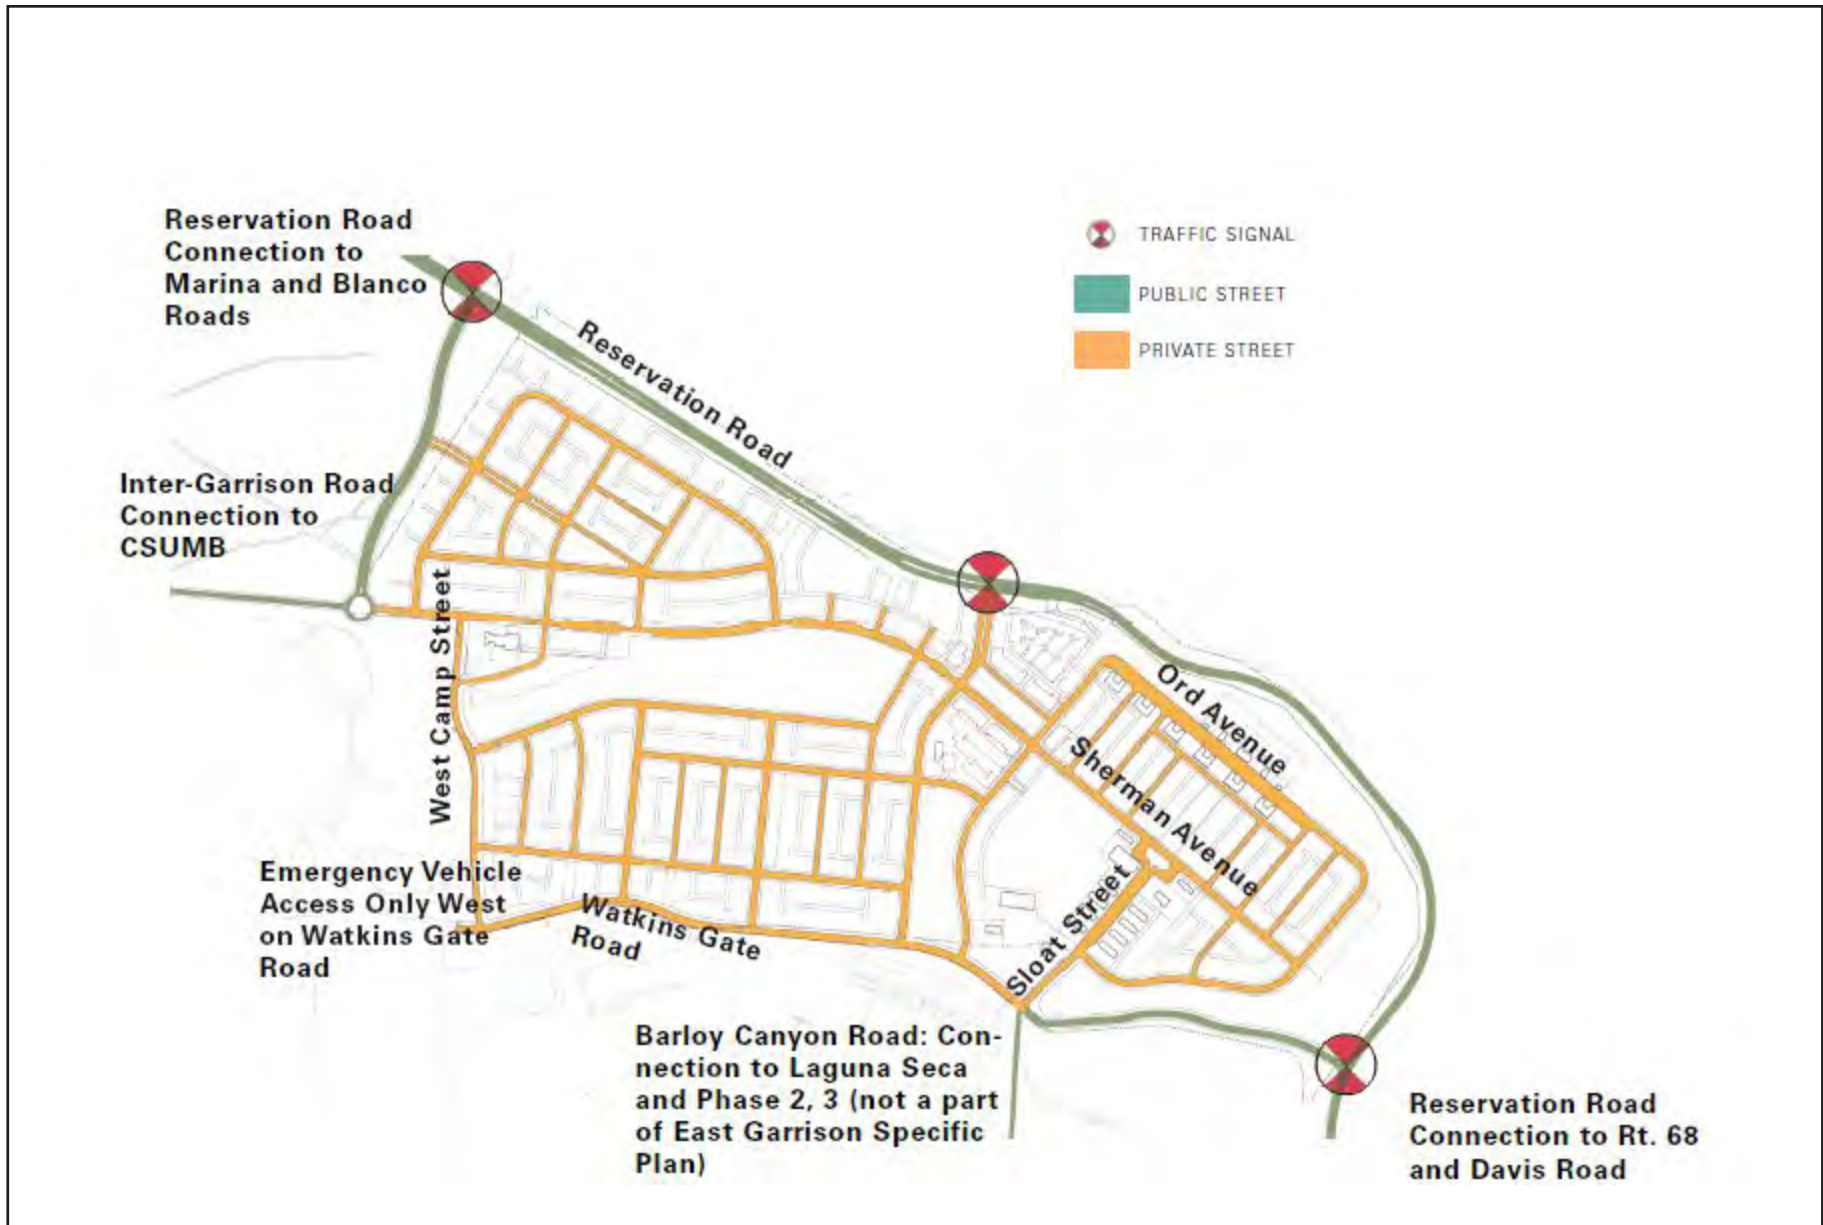 Reservation Road
Connection to
Marina and Blanco
Roads
TRAFFIC SIGNAL
PUBLIC STREET
PRIVATE STREET
Reservation Road
Inter-Garrison Road
Connection to
CSUMB
West Camp Street
Ord Avenue
Sherman Avenue
Emergency Vehicle
Access Only West
on Watkins Gate
Road
Watkins Gate
Road
Sloat Street
Barloy Canyon Road: Con-
nection to Laguna Seca
and Phase 2, 3 (not a part
of East Garrison Specific
Plan)
Reservation Road
Connection to Rt. 68
and Davis Road